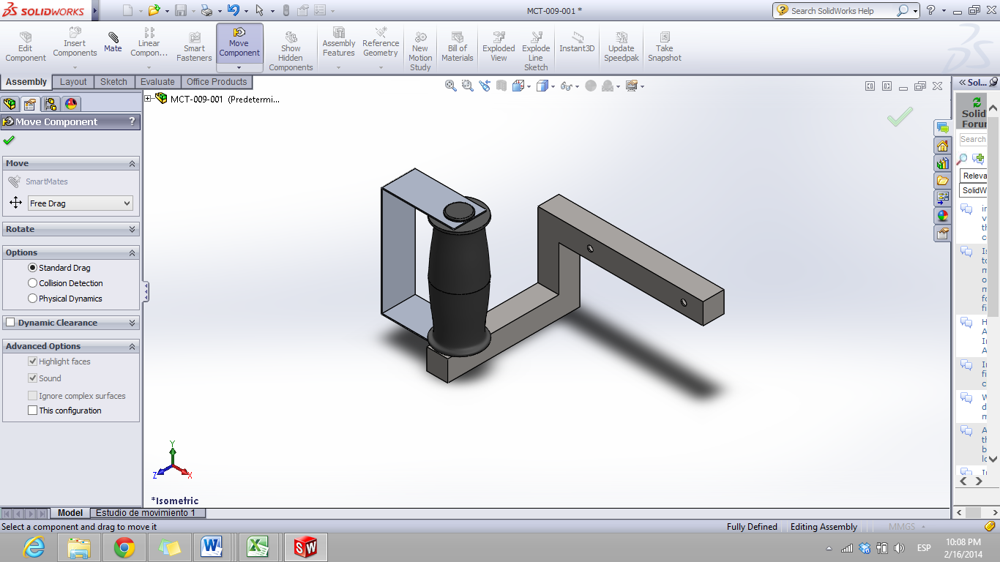 SOLIDWORKS
MCT-009-001 *
Search SolidWorks Help
Edit Component
Insert Components
Mate
Linear Compon...
Smart Fasteners
Move Component
Show Hidden Components
Assembly Features
Reference Geometry
New Motion Study
Bill of Materials
Exploded View
Explode Line Sketch
Instant3D
Update Speedpak
Take Snapshot
Assembly
Layout
Sketch
Evaluate
Office Products
MCT-009-001 (Predetermi...
Move Component
?
Move
SmartMates
Free Drag
Rotate
Options
Standard Drag
Collision Detection
Physical Dynamics
Dynamic Clearance
Advanced Options
Highlight faces
Sound
Ignore complex surfaces
This configuration
Y
Z
X
*Isometric
Sol...
Solid
Forum
Search
Releva
SolidW
Model
Estudio de movimiento 1
Select a component and drag to move it
Fully Defined
Editing Assembly
MMGS
ESP
10:08 PM
2/16/2014